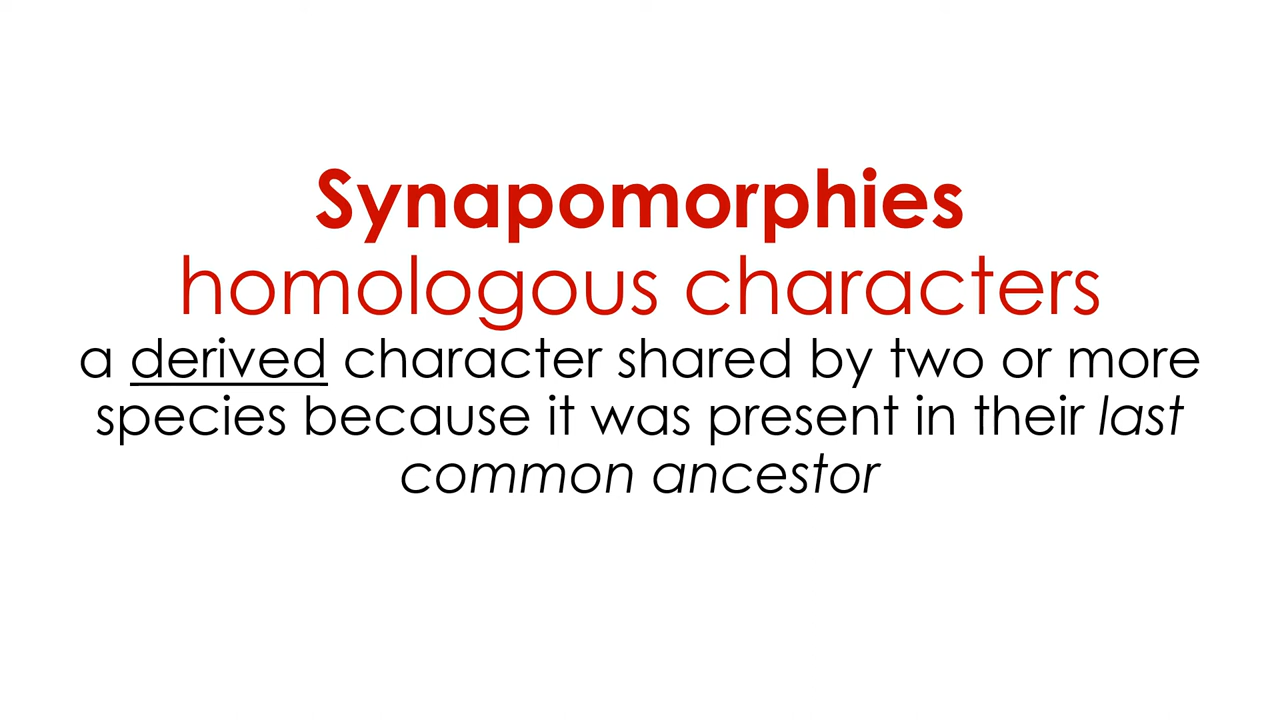 Synapomorphies
homologous characters
a derived character shared by two or more
species because it was present in their last
common ancestor